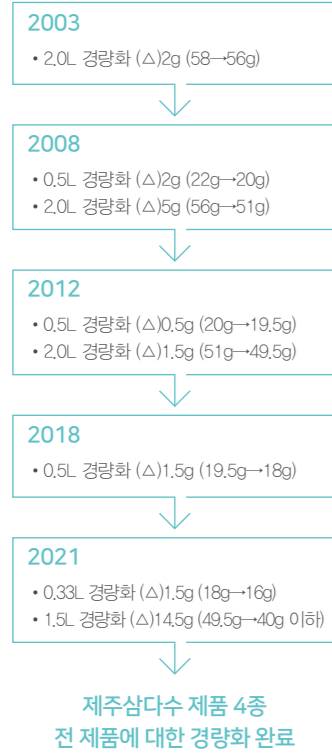 2003
• 2.0L 경량화 (△)2g (58→56g)
2008
• 0.5L 경량화 (△)2g (22g→20g)
• 2.0L 경량화 (△)5g (56g→51g)
2012
• 0.5L 경량화 (△)0.5g (20g→19.5g)
• 2.0L 경량화 (△)1.5g (51g→49.5g)
2018
• 0.5L 경량화 (△)1.5g (19.5g→18g)
2021
• 0.33L 경량화 (△)1.5g (18g→16g)
• 1.5L 경량화 (△)14.5g (49.5g→40g 이하)
제주삼다수 제품 4종
전 제품에 대한 경량화 완료